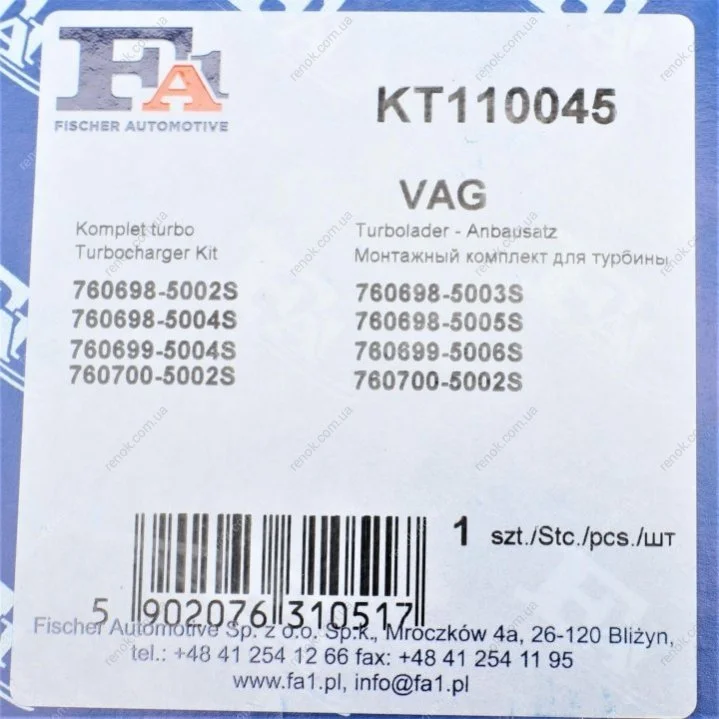 FA1
FISCHER AUTOMOTIVE
KT110045
VAG
Komplet turbo
Turbocharger Kit
Turbolader - Anbausatz
Монтажный комплект для турбины
760698-5002S 760698-5003S
760698-5004S 760698-5005S
760699-5004S 760699-5006S
760700-5002S 760700-5002S
1 szt./Stc./pcs./шт
5 902076 310517
Fischer Automotive Sp. z o.o. Sp.k., Mroczków 4a, 26-120 Bliżyn,
tel.: +48 41 254 12 66 fax: +48 41 254 11 95
www.fa1.pl, info@fa1.pl
renok.com.ua